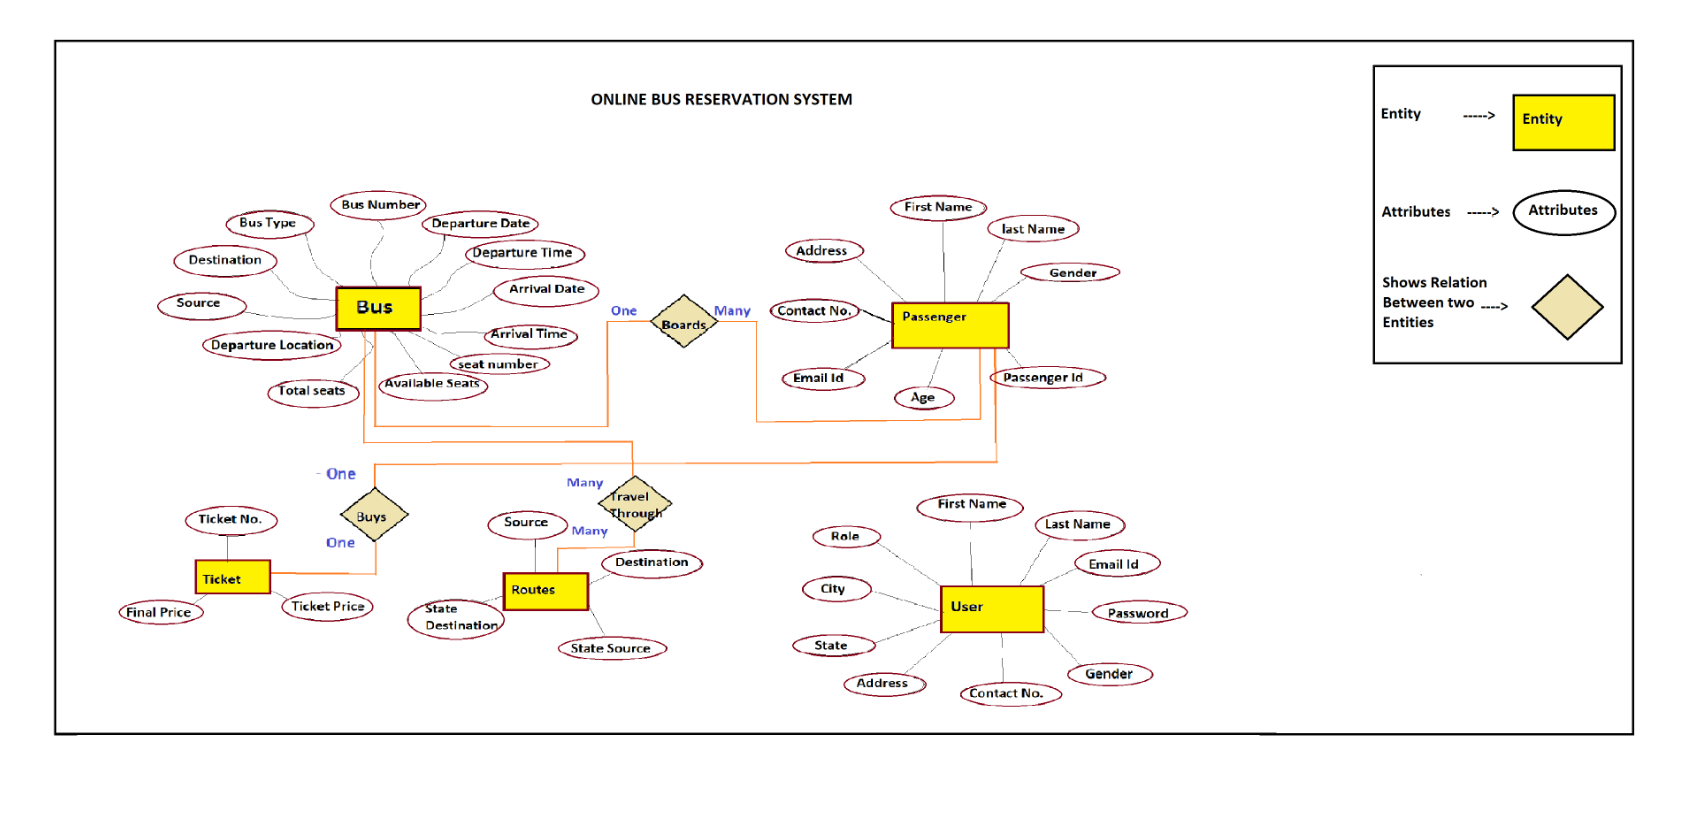 ONLINE BUS RESERVATION SYSTEM
Entity
----->
Entity
Attributes
---->
Attributes
Shows Relation
Between two ---->
Entities
Bus Number
Bus Type
Departure Date
Destination
Departure Time
Source
Arrival Date
Bus
Departure Location
Arrival Time
seat number
Total seats
Available Seats
One
Boards
Many
First Name
last Name
Address
Gender
Contact No.
Passenger
Email Id
Age
Passenger Id
- One
Buys
One
Many
Travel
Through
Many
Ticket No.
Ticket
Final Price
Ticket Price
Source
Destination
Routes
State
Destination
State Source
First Name
Last Name
Role
Email Id
City
User
Password
State
Gender
Address
Contact No.